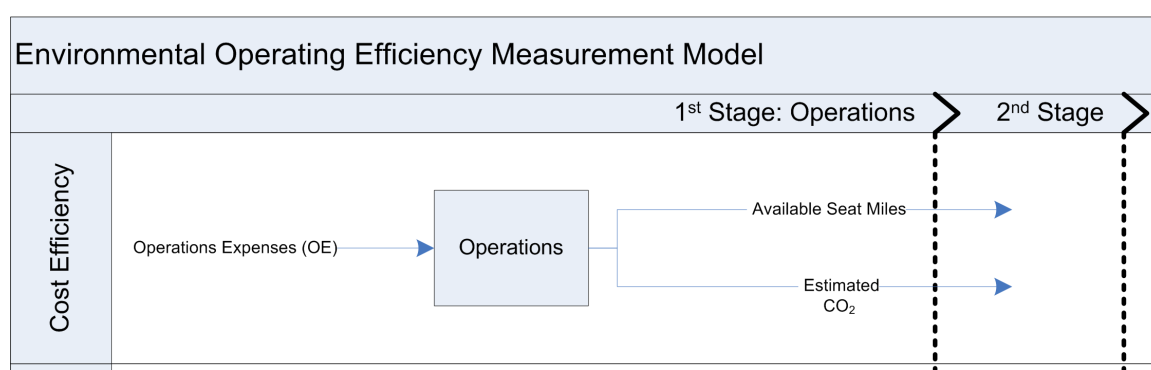 Environmental Operating Efficiency Measurement Model
1st Stage: Operations
2nd Stage
Cost Efficiency
Operations Expenses (OE)
Operations
Available Seat Miles
Estimated
CO₂